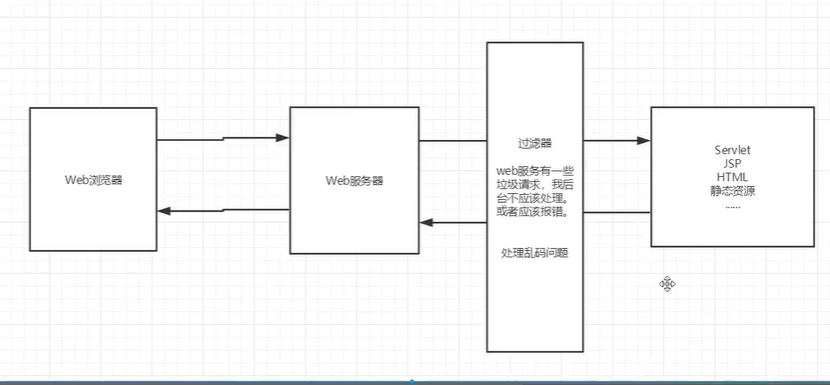 Web浏览器
Web服务器
过滤器
web服务有一些
垃圾请求，我后
台不应该处理。
或者应该报错。
处理乱码问题
Servlet
JSP
HTML
静态资源
......